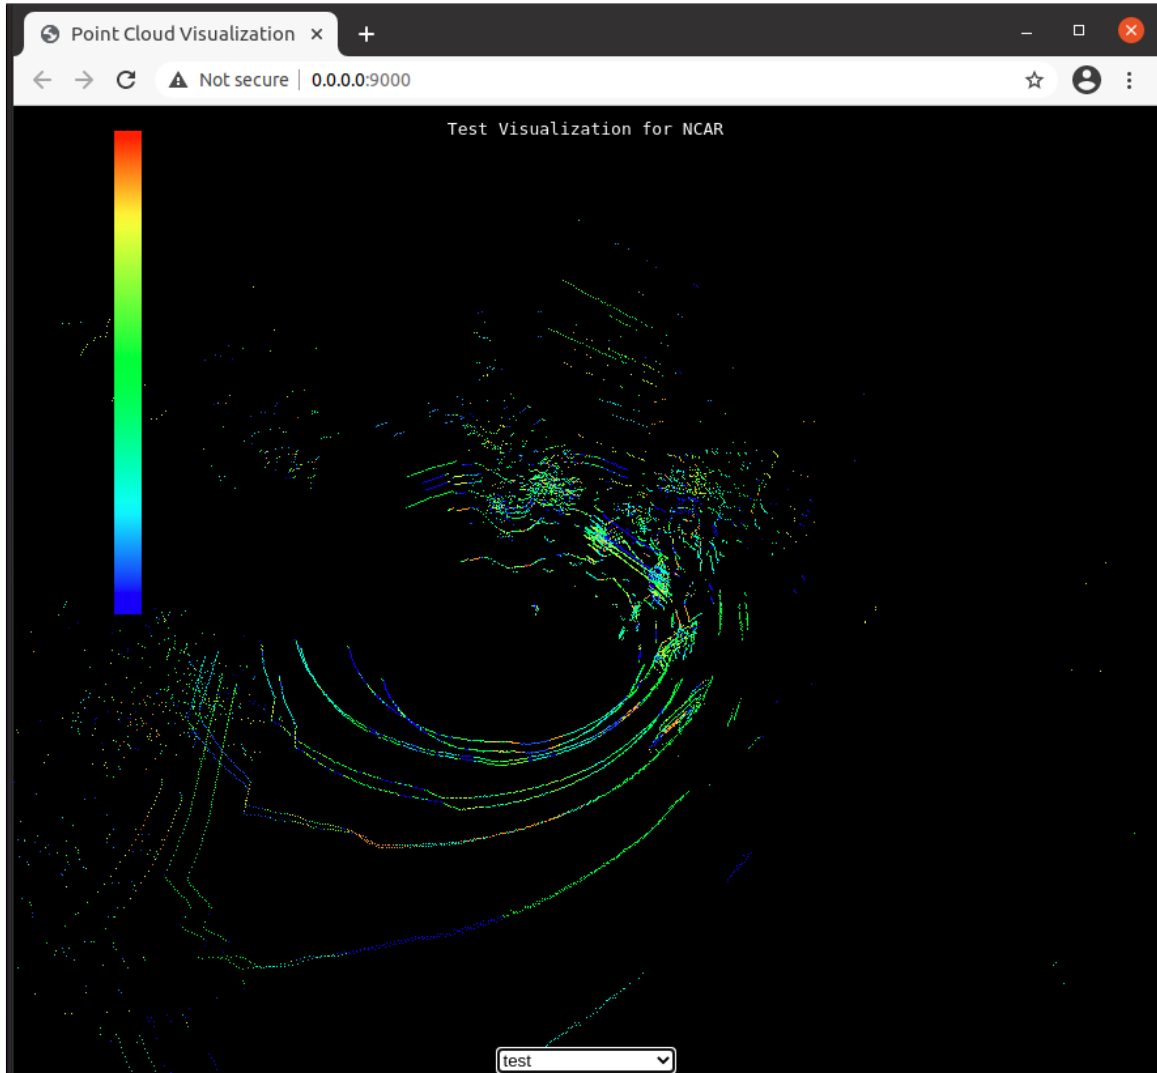 Point Cloud Visualization
Not secure 0.0.0.0:9000
Test Visualization for NCAR
test